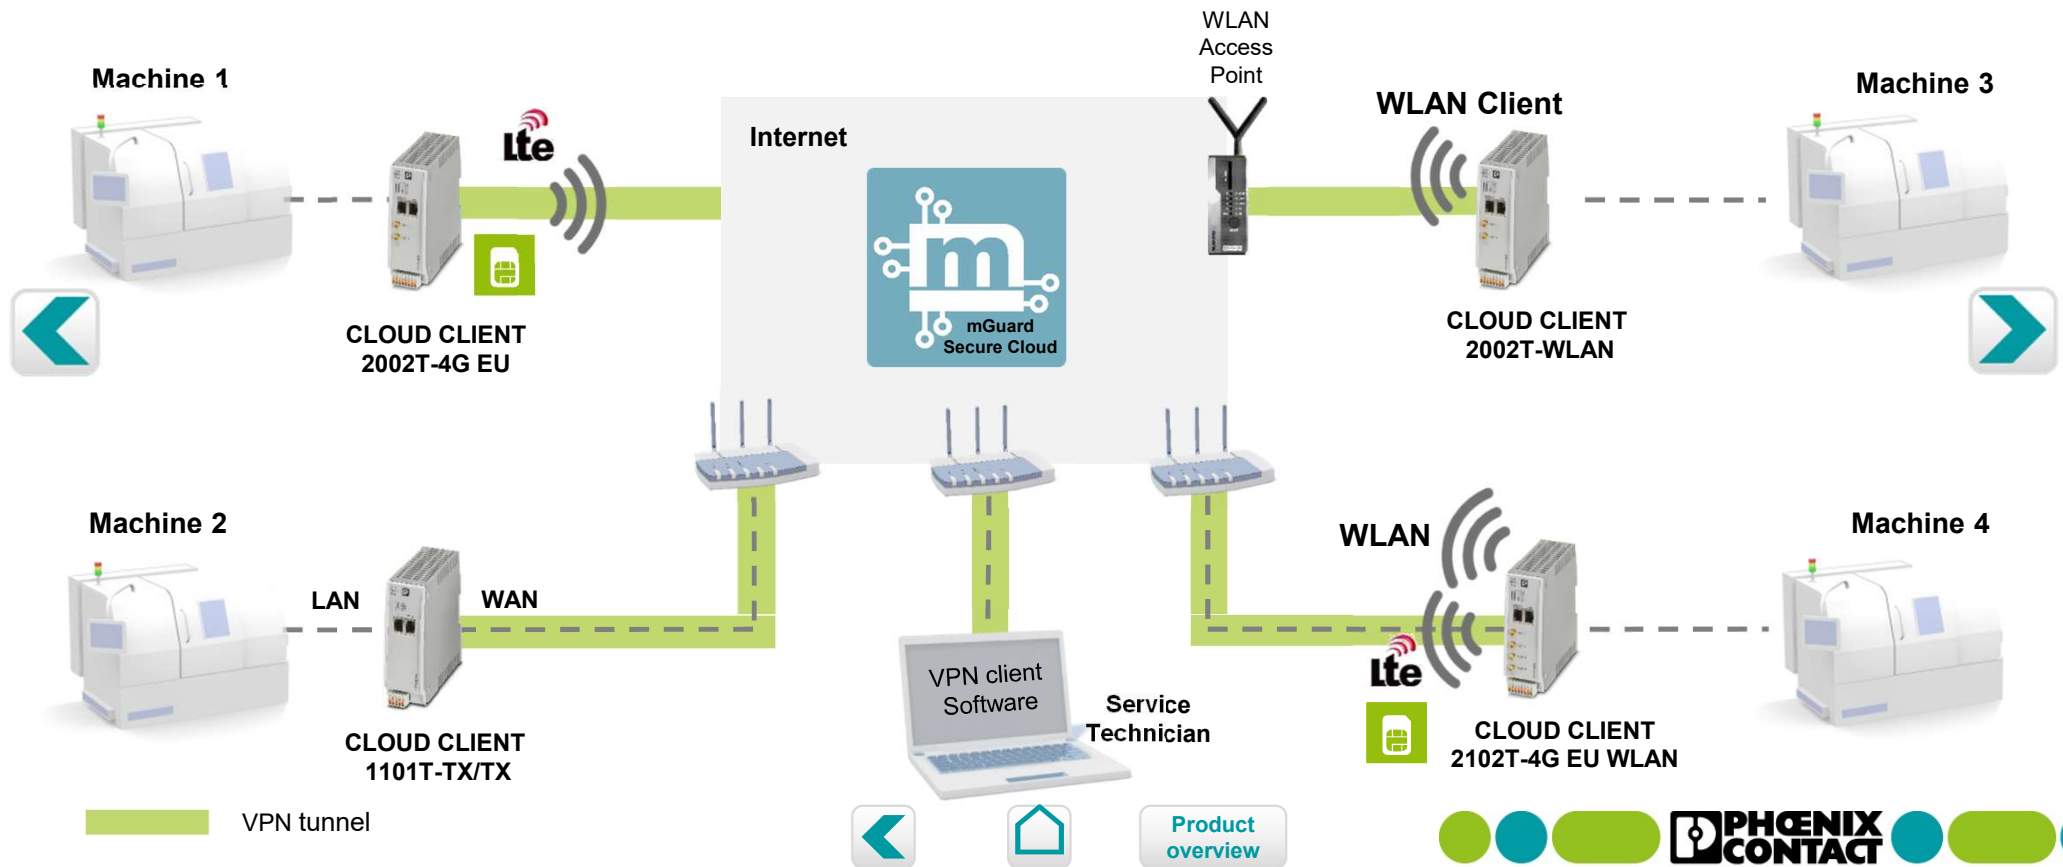 WLAN
Access
Point
Machine 1
Lte
Internet
WLAN Client
Machine 3
m
mGuard
Secure Cloud
CLOUD CLIENT
2002T-4G EU
CLOUD CLIENT
2002T-WLAN
Machine 2
LAN
WAN
WLAN
Machine 4
Lte
VPN client
Software
Service
Technician
CLOUD CLIENT
1101T-TX/TX
CLOUD CLIENT
2102T-4G EU WLAN
VPN tunnel
Product
overview
PHŒNIX
CONTACT